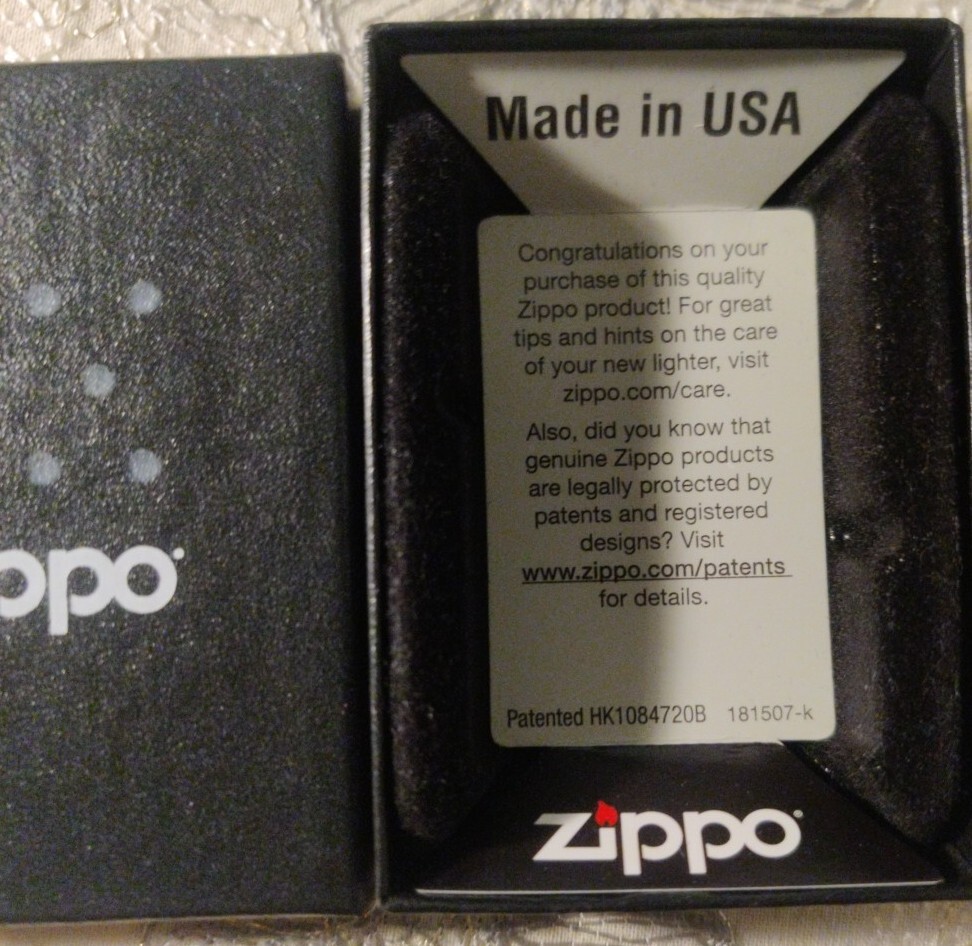 Made in USA
Congratulations on your
purchase of this quality
Zippo product! For great
tips and hints on the care
of your new lighter, visit
zippo.com/care.
Also, did you know that
genuine Zippo products
are legally protected by
patents and registered
designs? Visit
www.zippo.com/patents
for details.
Patented HK1084720B 181507-k
zippo
ppo